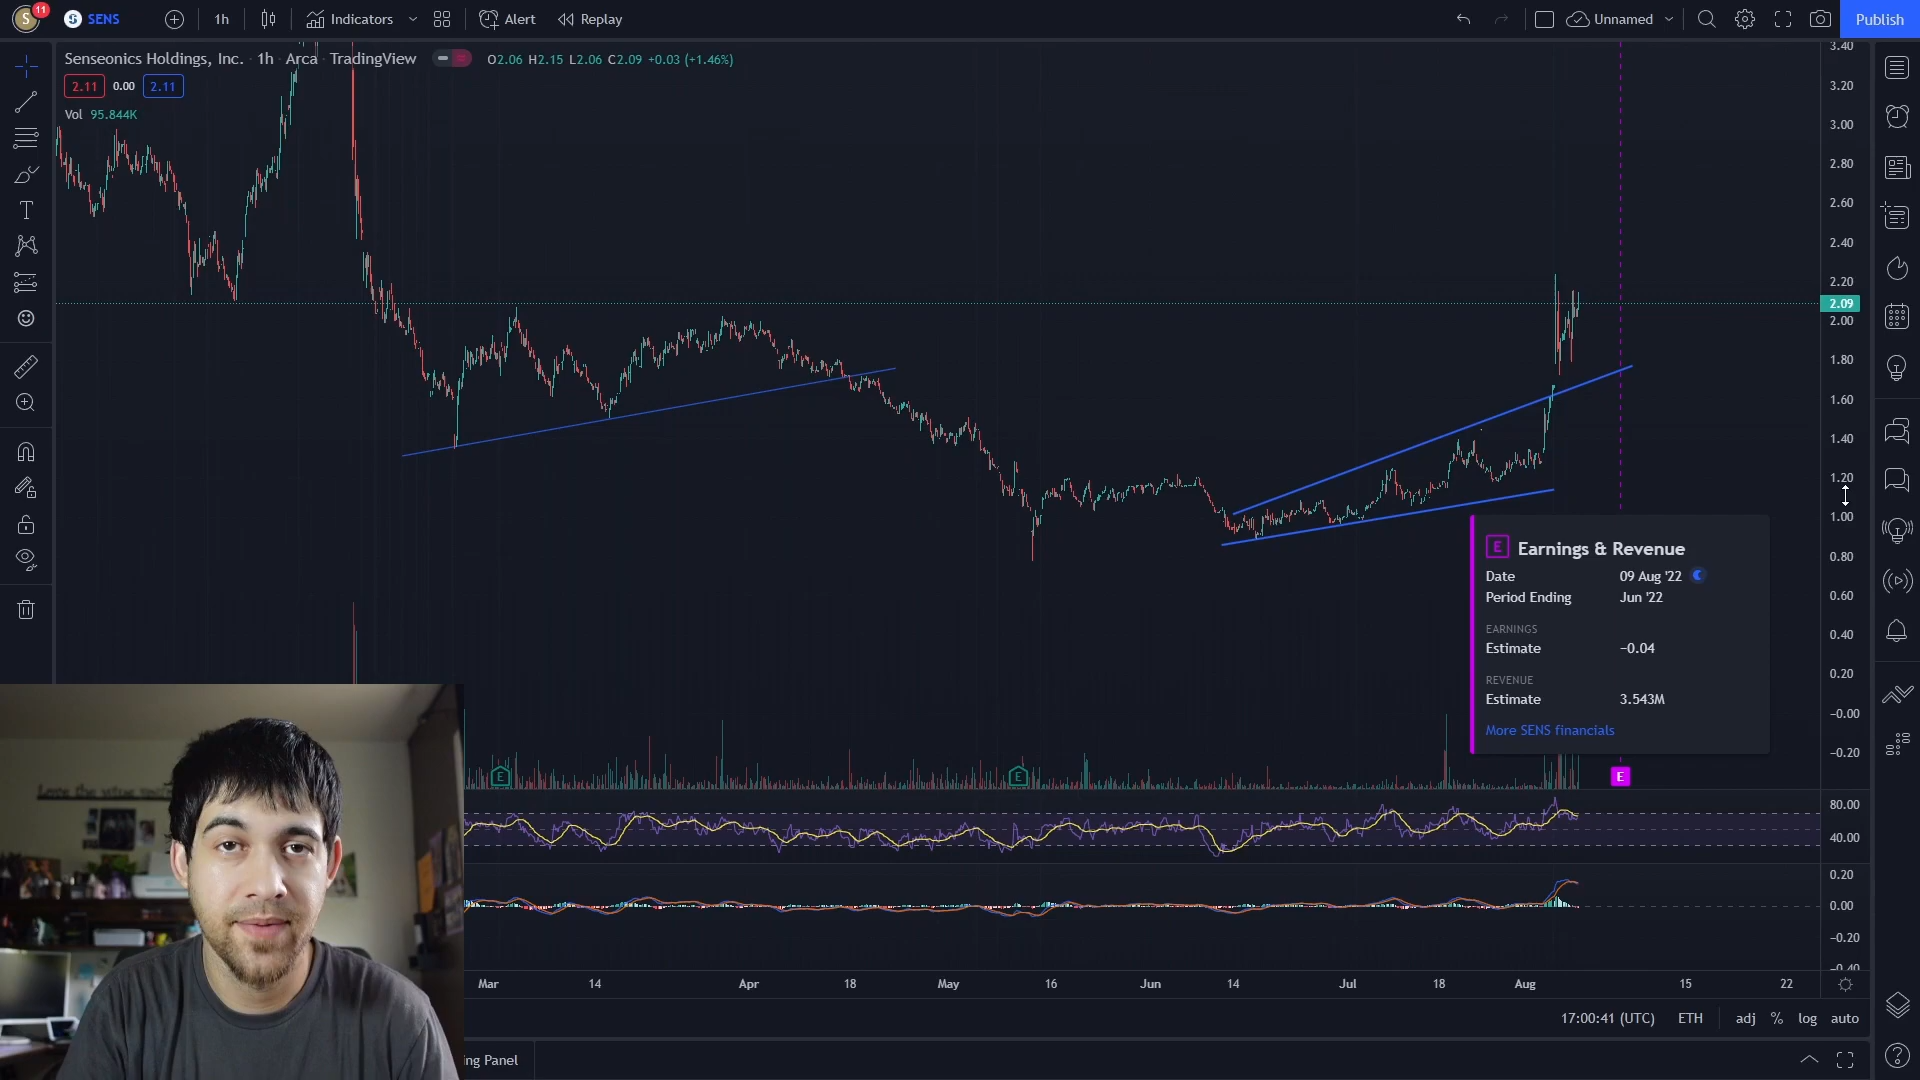 S 11 SENS 1h Indicators Alert Replay Unnamed Publish
Senseonics Holdings, Inc. · 1h · Arca TradingView O2.06 H2.15 L2.06 C2.09 +0.03 (+1.46%)
2.11 0.00 2.11
Vol 95.844K
3.40
3.20
3.00
2.80
2.60
2.40
2.20
2.09
2.00
1.80
1.60
1.40
1.20
1.00
0.80
0.60
0.40
0.20
−0.00
−0.20
E Earnings & Revenue
Date 09 Aug '22
Period Ending Jun '22
EARNINGS
Estimate −0.04
REVENUE
Estimate 3.543M
More SENS financials
E E E
80.00
40.00
0.20
0.00
−0.20
−0.40
Mar 14 Apr 18 May 16 Jun 14 Jul 18 Aug 15 22
17:00:41 (UTC) ETH adj % log auto
ing Panel